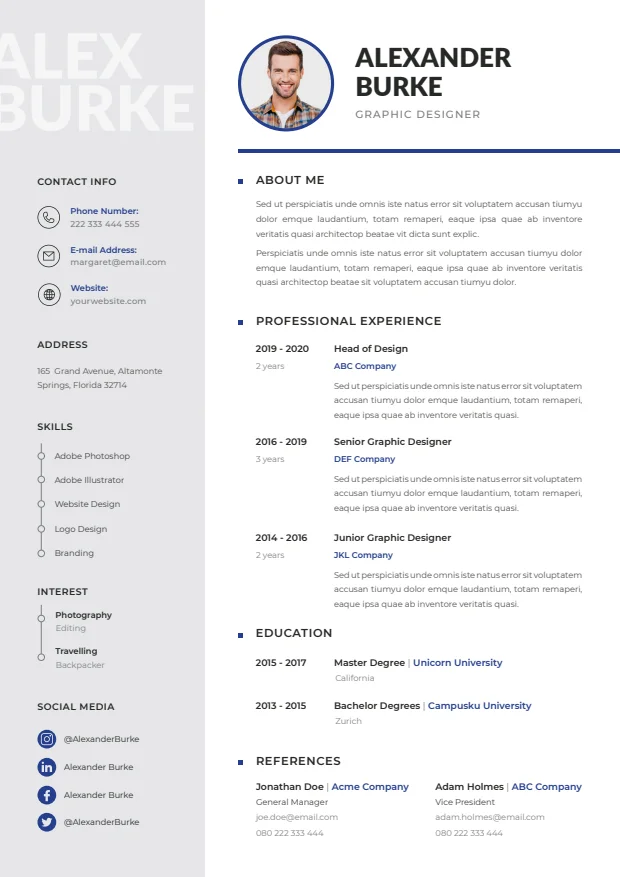 ALEX
BURKE
CONTACT INFO
Phone Number:
222 333 444 555
E-mail Address:
margaret@email.com
Website:
yourwebsite.com
ADDRESS
165 Grand Avenue, Altamonte
Springs, Florida 32714
SKILLS
Adobe Photoshop
Adobe Illustrator
Website Design
Logo Design
Branding
INTEREST
Photography
Editing
Travelling
Backpacker
SOCIAL MEDIA
@AlexanderBurke
Alexander Burke
Alexander Burke
@AlexanderBurke
ALEXANDER
BURKE
GRAPHIC DESIGNER
ABOUT ME
Sed ut perspiciatis unde omnis iste natus error sit voluptatem accusan tiumyu
dolor emque laudantium, totam remaperi, eaque ipsa quae ab inventore
veritatis quasi architectop beatae vit dicta sunt explic.
Perspiciatis unde omnis iste natus error sit voluptatem accusan tiumyu dolor
emque laudantium, totam remaperi, eaque ipsa quae ab inventore veritatis
quasi architectop beatae sit voluptatem accusan tiumyu dolor.
PROFESSIONAL EXPERIENCE
2019 - 2020 Head of Design
2 years ABC Company
Sed ut perspiciatis unde omnis iste natus error sit voluptatem
accusan tiumyu dolor emque laudantium, totam remaperi,
eaque ipsa quae ab inventore veritatis quasi.
2016 - 2019 Senior Graphic Designer
3 years DEF Company
Sed ut perspiciatis unde omnis iste natus error sit voluptatem
accusan tiumyu dolor emque laudantium, totam remaperi,
eaque ipsa quae ab inventore veritatis quasi.
2014 - 2016 Junior Graphic Designer
2 years JKL Company
Sed ut perspiciatis unde omnis iste natus error sit voluptatem
accusan tiumyu dolor emque laudantium, totam remaperi,
eaque ipsa quae ab inventore veritatis quasi.
EDUCATION
2015 - 2017 Master Degree | Unicorn University
California
2013 - 2015 Bachelor Degrees | Campusku University
Zurich
REFERENCES
Jonathan Doe | Acme Company
General Manager
joe.doe@email.com
080 222 333 444
Adam Holmes | ABC Company
Vice President
adam.holmes@email.com
080 222 333 444